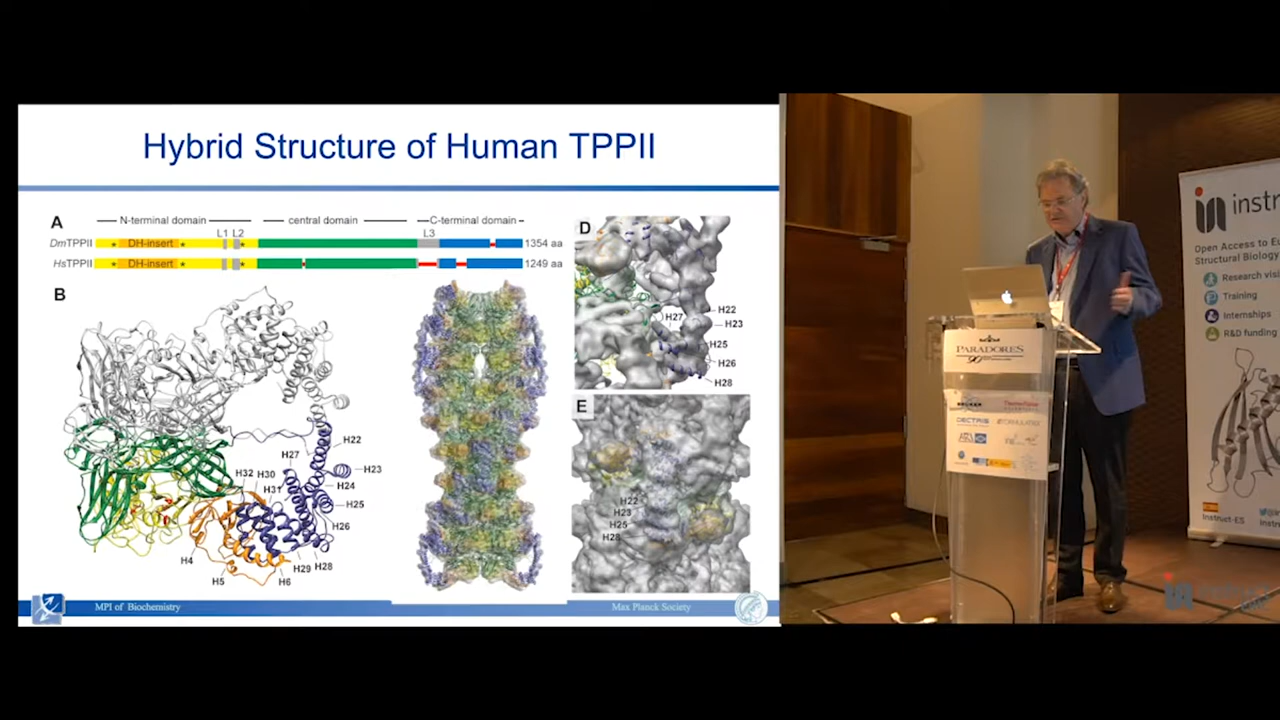 Hybrid Structure of Human TPPII
A
N-terminal domain
central domain
C-terminal domain
L1 L2
L3
DmTPPII
DH-insert
1354 aa
HsTPPII
DH-insert
1249 aa
B
H22
H27
H23
H32 H30
H24
H31
H25
H26
H4
H29 H28
H5
H6
D
H27
H22
H23
H25
H26
H28
E
H22
H23
H25
H28
MPI of Biochemistry
Max Planck Society
PARADORES
DECTRIS
FORMULATRIX
instr
Open Access to Eu
Structural Biology
Research visi
Training
Internships
R&D funding
Instruct-ES